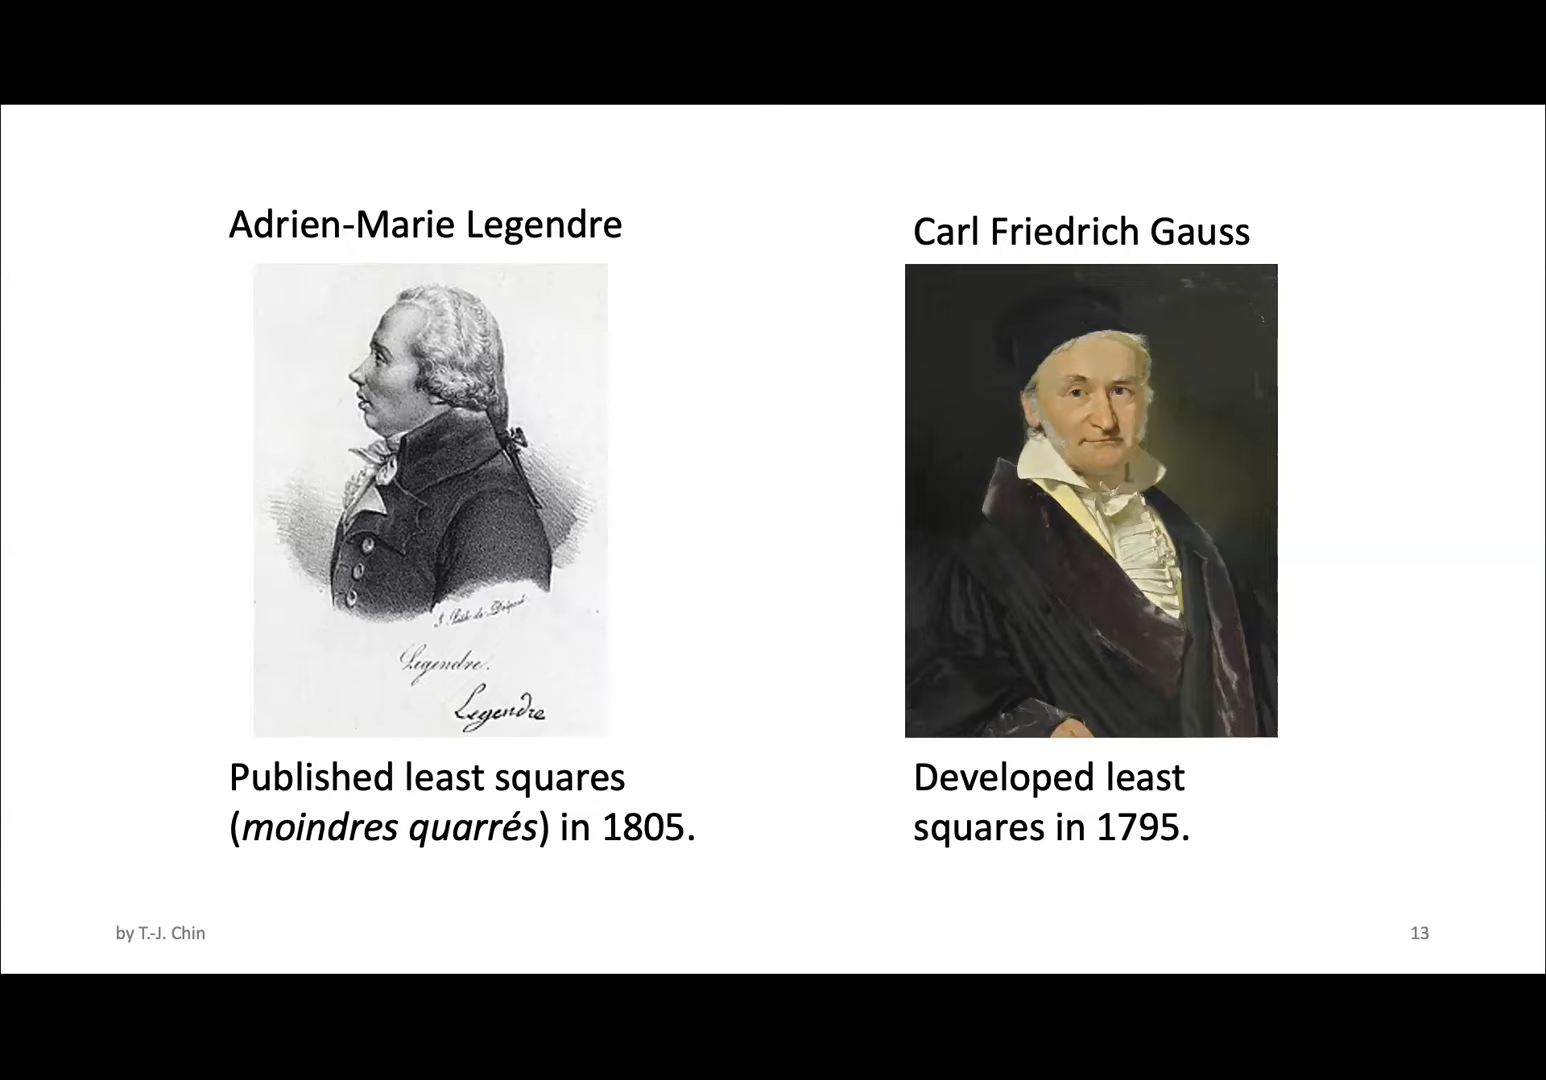 Adrien-Marie Legendre
Carl Friedrich Gauss
Legendre.
Legendre
Published least squares
(moindres quarrés) in 1805.
Developed least
squares in 1795.
by T.-J. Chin
13